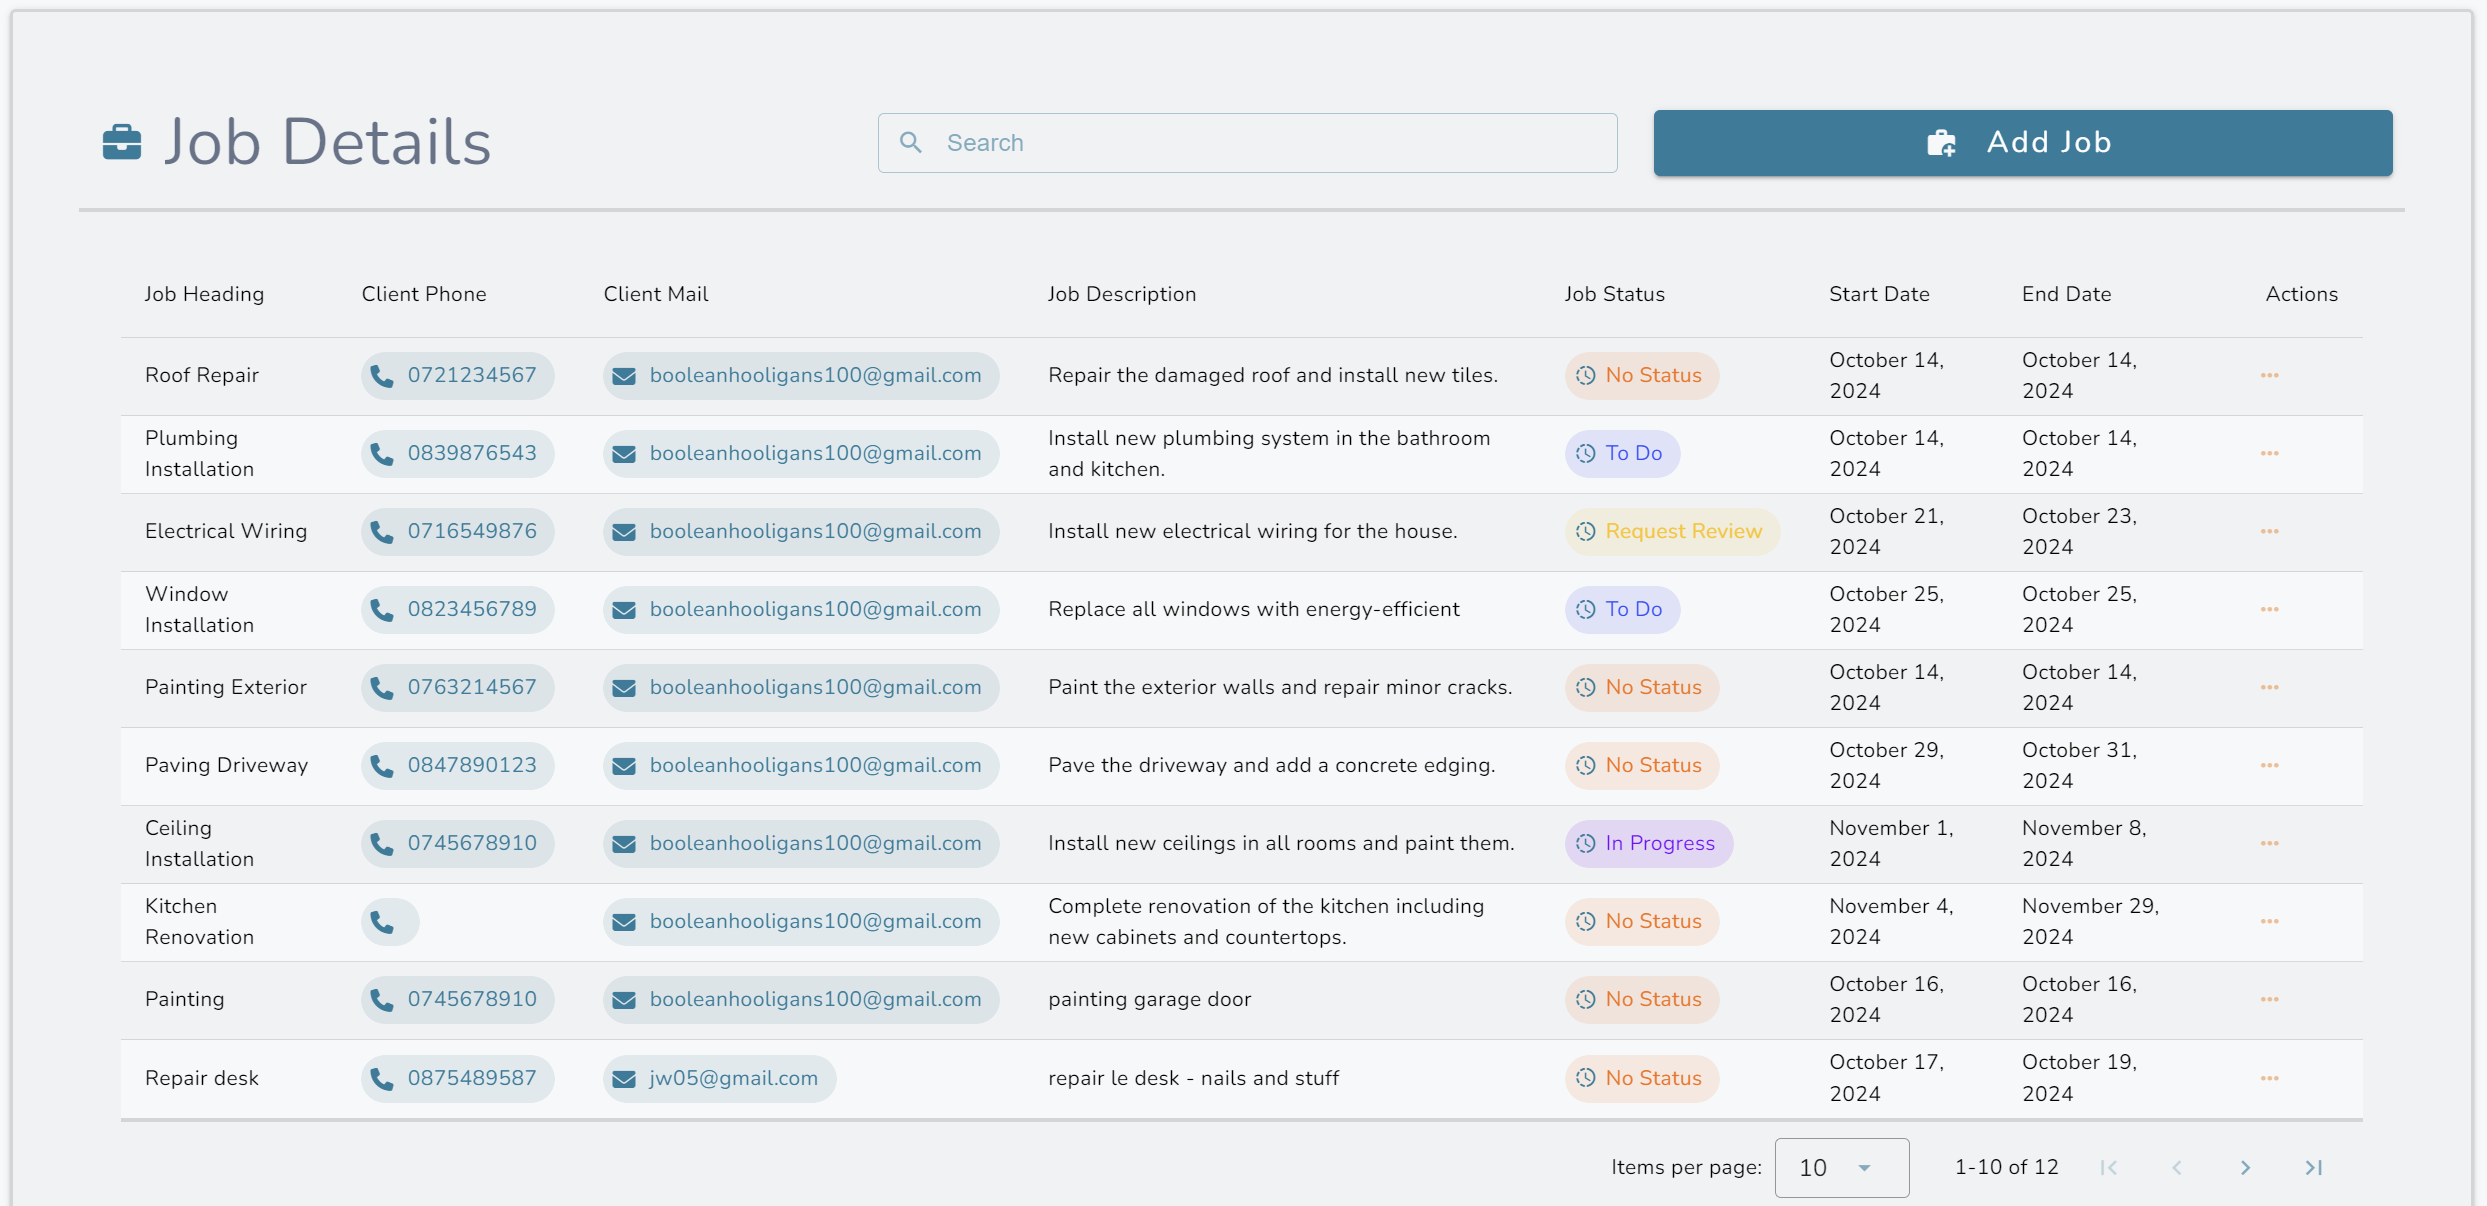 Job Details
Search
Add Job
Job Heading Client Phone Client Mail Job Description Job Status Start Date End Date Actions
Roof Repair 0721234567 booleanhooligans100@gmail.com Repair the damaged roof and install new tiles. No Status October 14, 2024 October 14, 2024
Plumbing Installation 0839876543 booleanhooligans100@gmail.com Install new plumbing system in the bathroom and kitchen. To Do October 14, 2024 October 14, 2024
Electrical Wiring 0716549876 booleanhooligans100@gmail.com Install new electrical wiring for the house. Request Review October 21, 2024 October 23, 2024
Window Installation 0823456789 booleanhooligans100@gmail.com Replace all windows with energy-efficient To Do October 25, 2024 October 25, 2024
Painting Exterior 0763214567 booleanhooligans100@gmail.com Paint the exterior walls and repair minor cracks. No Status October 14, 2024 October 14, 2024
Paving Driveway 0847890123 booleanhooligans100@gmail.com Pave the driveway and add a concrete edging. No Status October 29, 2024 October 31, 2024
Ceiling Installation 0745678910 booleanhooligans100@gmail.com Install new ceilings in all rooms and paint them. In Progress November 1, 2024 November 8, 2024
Kitchen Renovation booleanhooligans100@gmail.com Complete renovation of the kitchen including new cabinets and countertops. No Status November 4, 2024 November 29, 2024
Painting 0745678910 booleanhooligans100@gmail.com painting garage door No Status October 16, 2024 October 16, 2024
Repair desk 0875489587 jw05@gmail.com repair le desk - nails and stuff No Status October 17, 2024 October 19, 2024
Items per page: 10 1-10 of 12